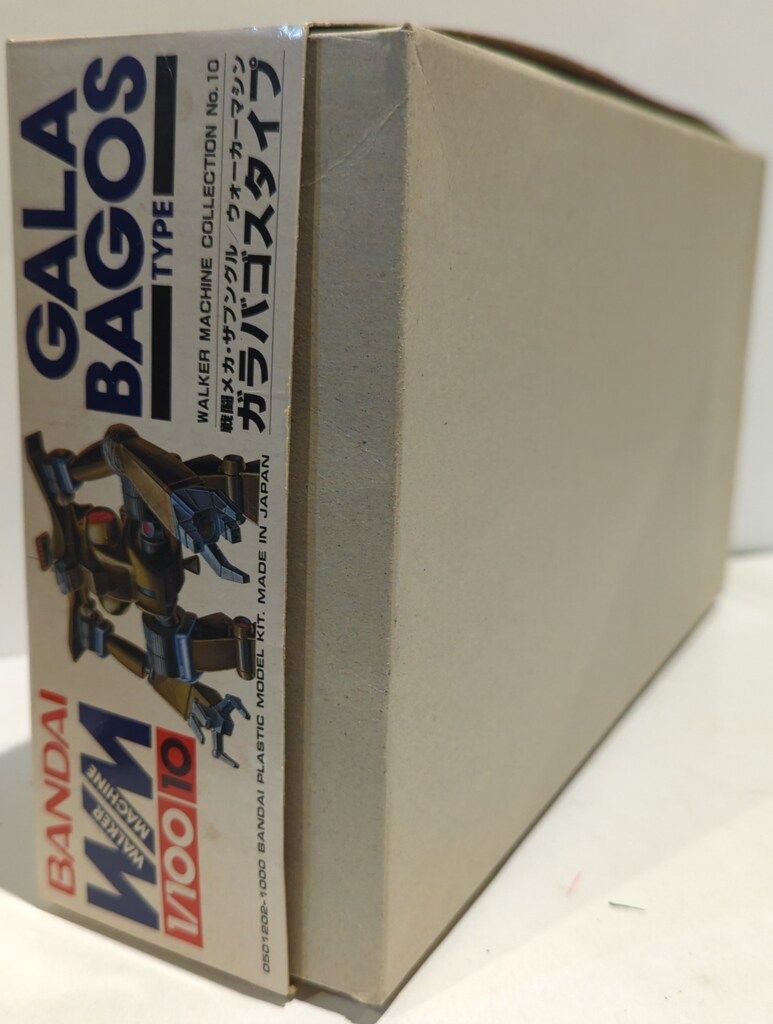 BANDAI
WM
WALKER
MACHINE
1/100 10
GALA
BAGOS
TYPE
WALKER MACHINE COLLECTION No.10
戦闘メカ・ザブングル/ウォーカーマシン
ガラバゴスタイプ
0501202-1000 BANDAI PLASTIC MODEL KIT. MADE IN JAPAN